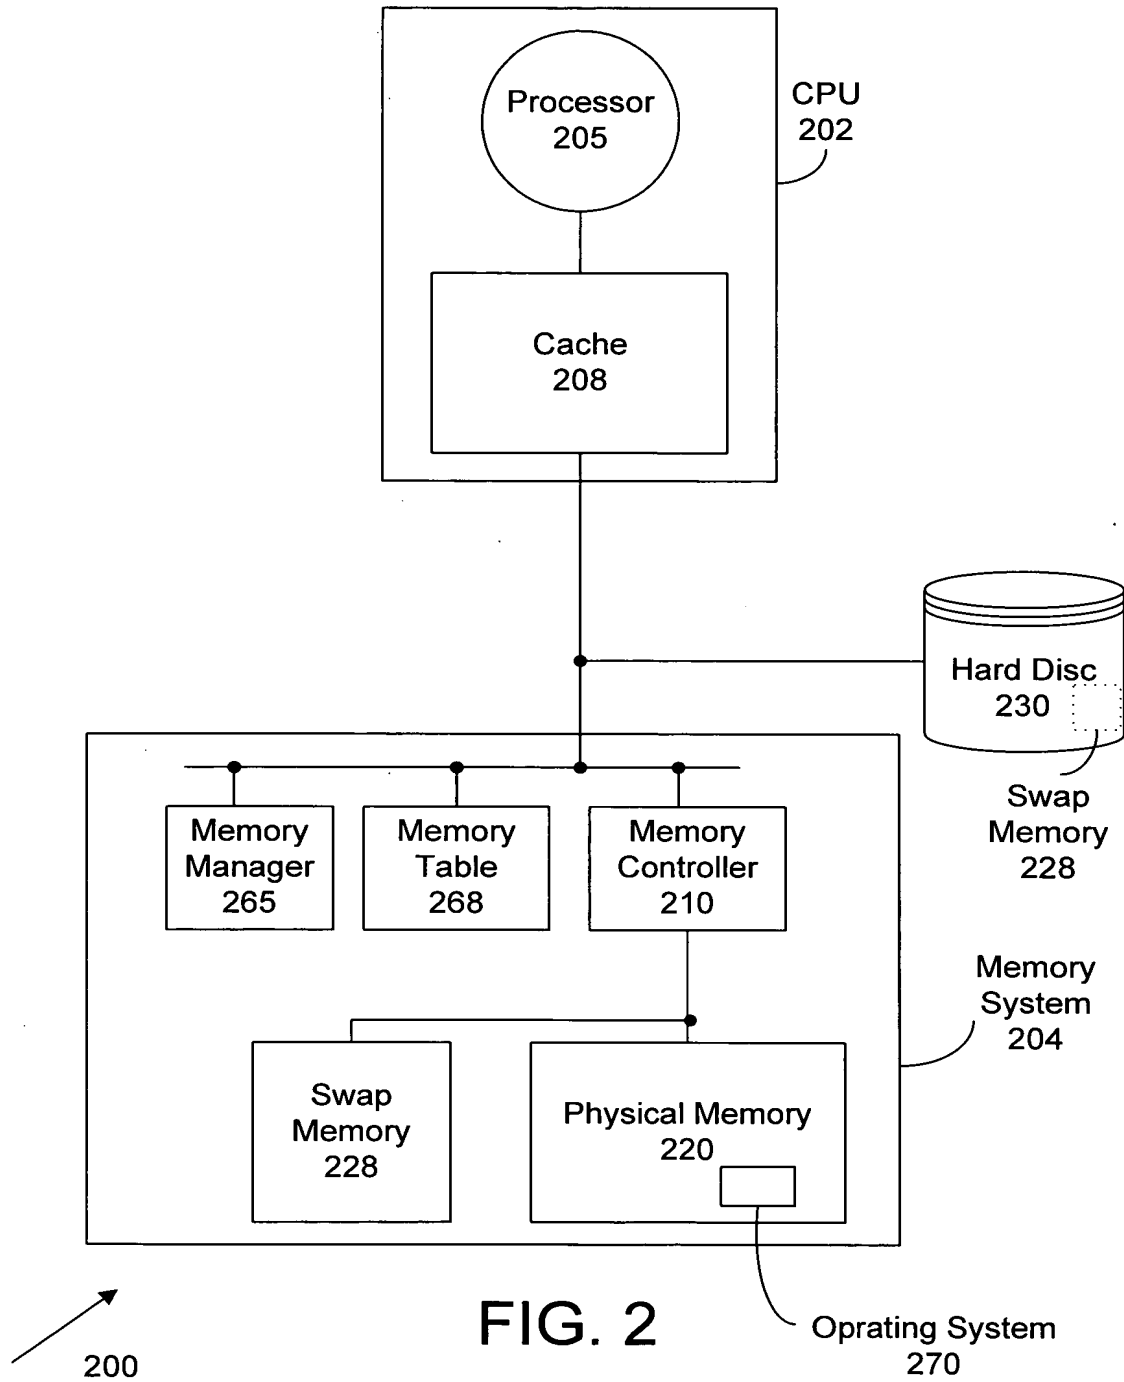 Processor
205
CPU
202
Cache
208
Hard Disc
230
Swap
Memory
228
Memory
Manager
265
Memory
Table
268
Memory
Controller
210
Memory
System
204
Swap
Memory
228
Physical Memory
220
FIG. 2
Oprating System
270
200